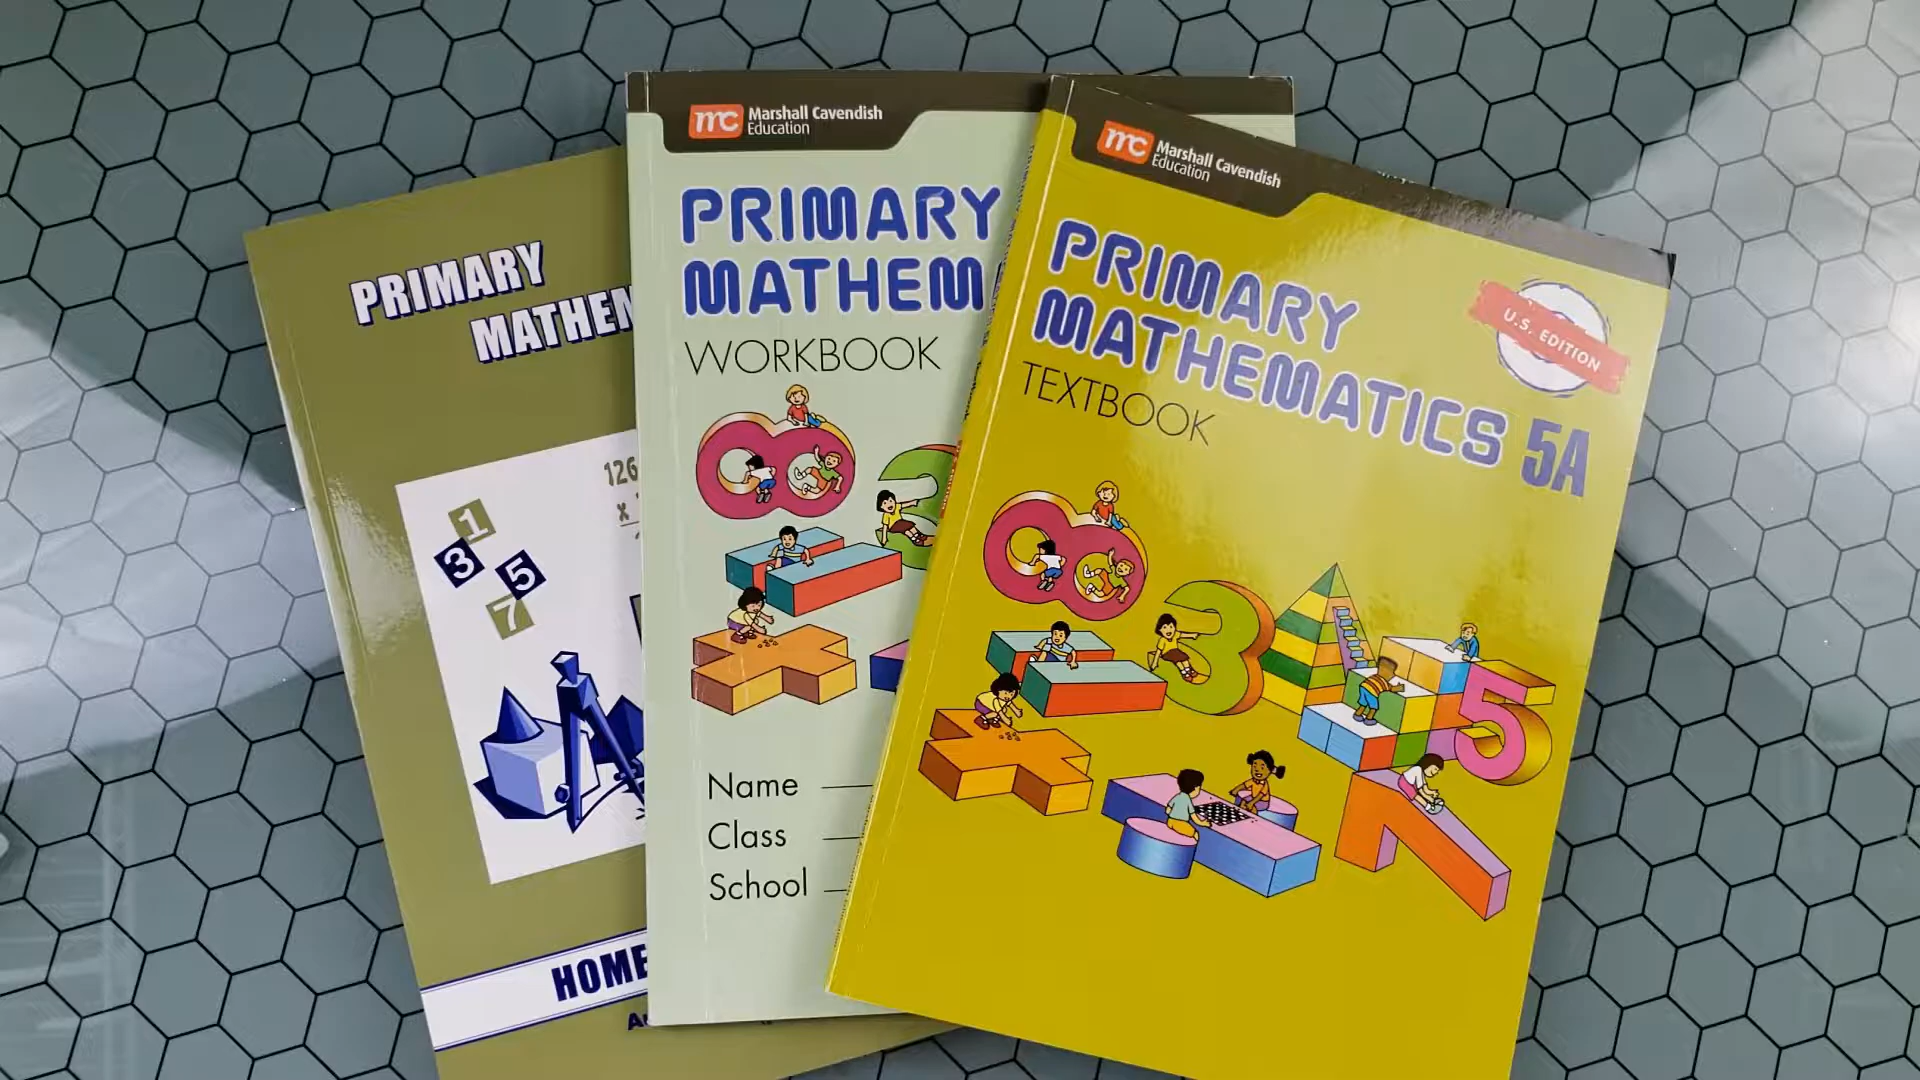 PRIMARY
MATHEM
126
x
1
3
5
7
HOME
mc
Marshall Cavendish
Education
PRIMARY
MATHEM
WORKBOOK
Name
Class
School
mc
Marshall Cavendish
Education
PRIMARY
MATHEMATICS 5A
TEXTBOOK
U.S. EDITION